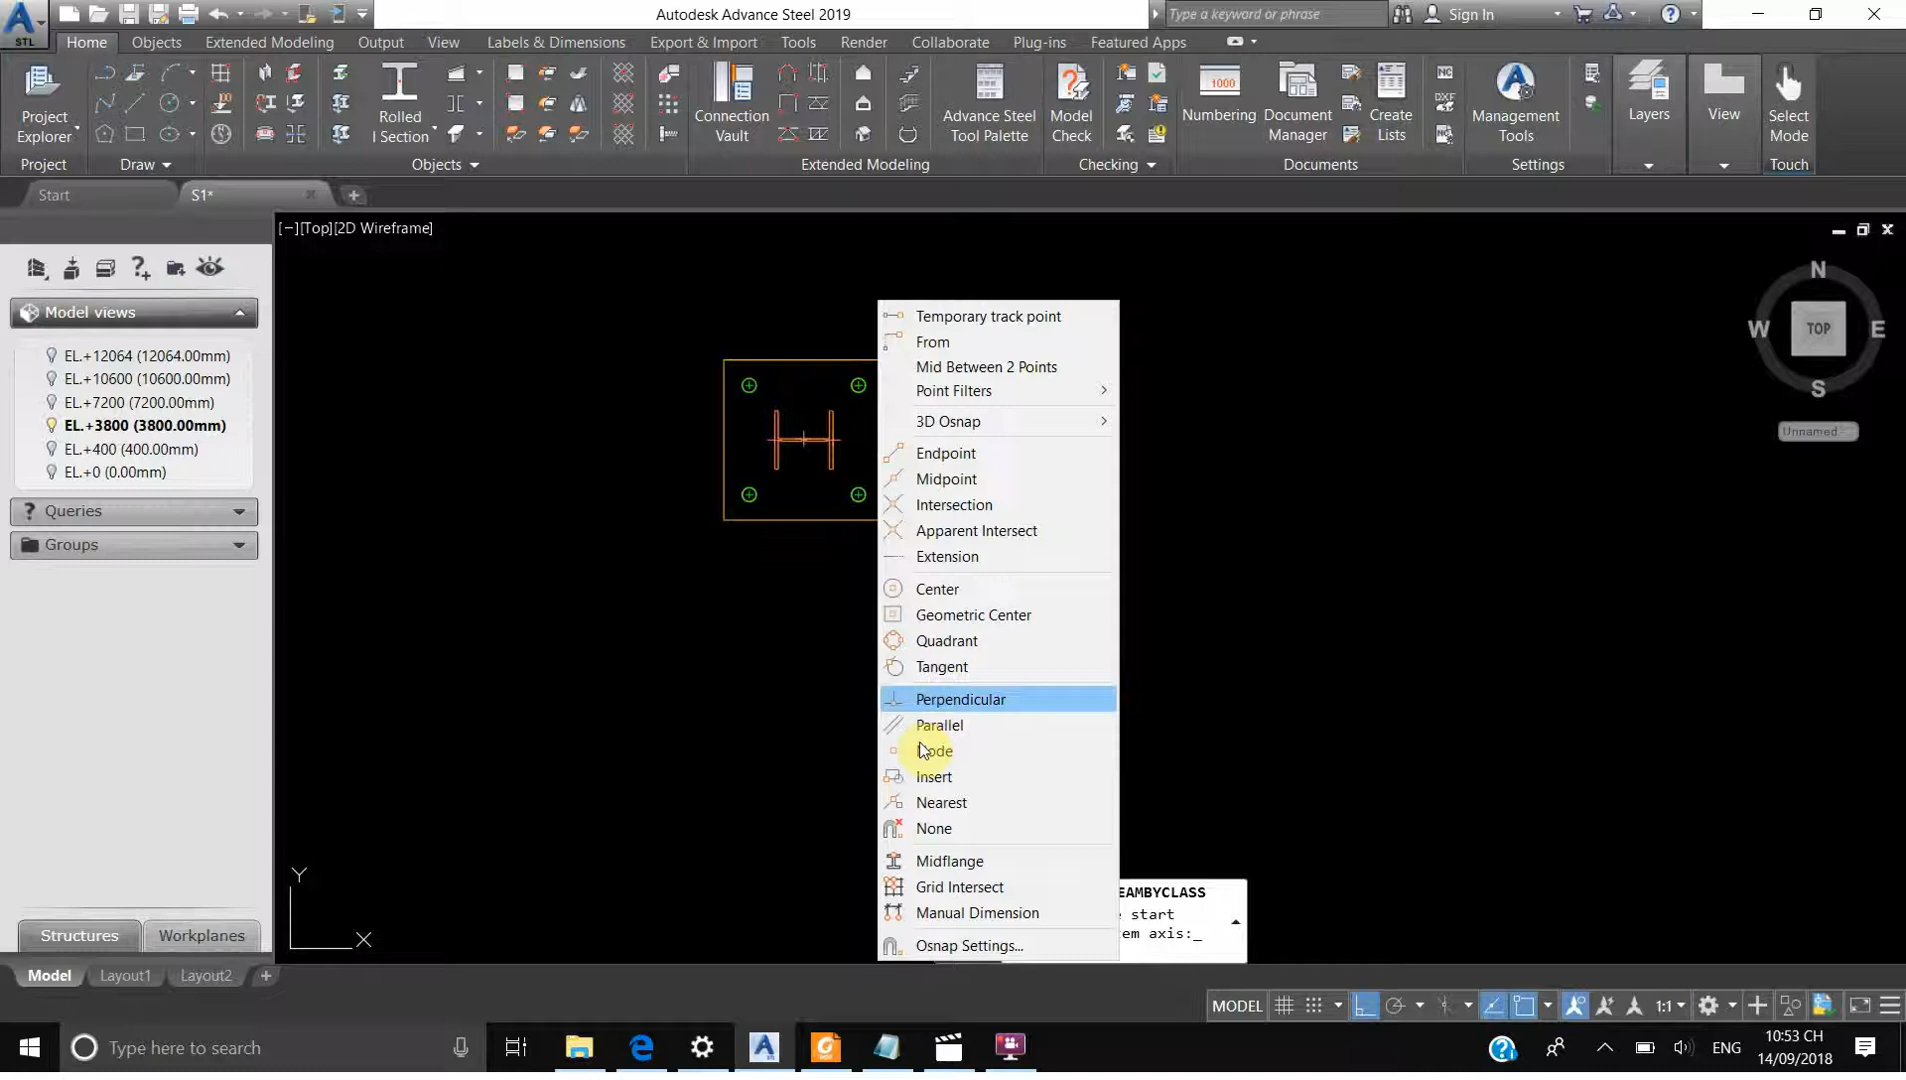 Autodesk Advance Steel 2019
Type a keyword or phrase
Sign In
STL
Home
Objects
Extended Modeling
Output
View
Labels & Dimensions
Export & Import
Tools
Render
Collaborate
Plug-ins
Featured Apps
Project
Explorer
Rolled
I Section
Connection
Vault
Advance Steel
Tool Palette
Model
Check
1000
Numbering
Document
Manager
NC
DXF
Create
Lists
Management
Tools
Layers
View
Select
Mode
Project
Draw
Objects
Extended Modeling
Checking
Documents
Settings
Touch
Start
S1*
[−][Top][2D Wireframe]
Model views
EL.+12064 (12064.00mm)
EL.+10600 (10600.00mm)
EL.+7200 (7200.00mm)
EL.+3800 (3800.00mm)
EL.+400 (400.00mm)
EL.+0 (0.00mm)
Queries
Groups
Structures
Workplanes
Temporary track point
From
Mid Between 2 Points
Point Filters
3D Osnap
Endpoint
Midpoint
Intersection
Apparent Intersect
Extension
Center
Geometric Center
Quadrant
Tangent
Perpendicular
Parallel
Insert
Nearest
None
Midflange
Grid Intersect
Manual Dimension
Osnap Settings...
N
W
TOP
E
S
Unnamed
EAMBYCLASS
start
em axis:_
Y
X
Model
Layout1
Layout2
MODEL
1:1
Type here to search
STL
ENG
10:53 CH
14/09/2018